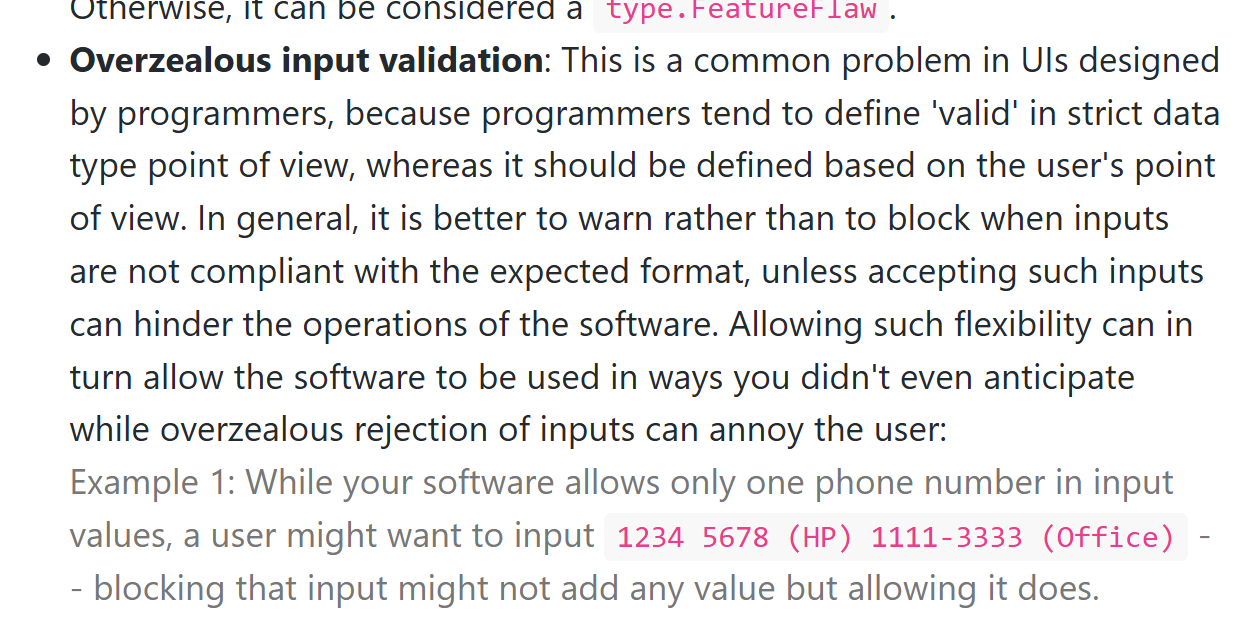 Otherwise, it can be considered a type.FeatureFlaw.
• Overzealous input validation: This is a common problem in UIs designed
by programmers, because programmers tend to define 'valid' in strict data
type point of view, whereas it should be defined based on the user's point
of view. In general, it is better to warn rather than to block when inputs
are not compliant with the expected format, unless accepting such inputs
can hinder the operations of the software. Allowing such flexibility can in
turn allow the software to be used in ways you didn't even anticipate
while overzealous rejection of inputs can annoy the user:
Example 1: While your software allows only one phone number in input
values, a user might want to input 1234 5678 (HP) 1111-3333 (Office) -
- blocking that input might not add any value but allowing it does.